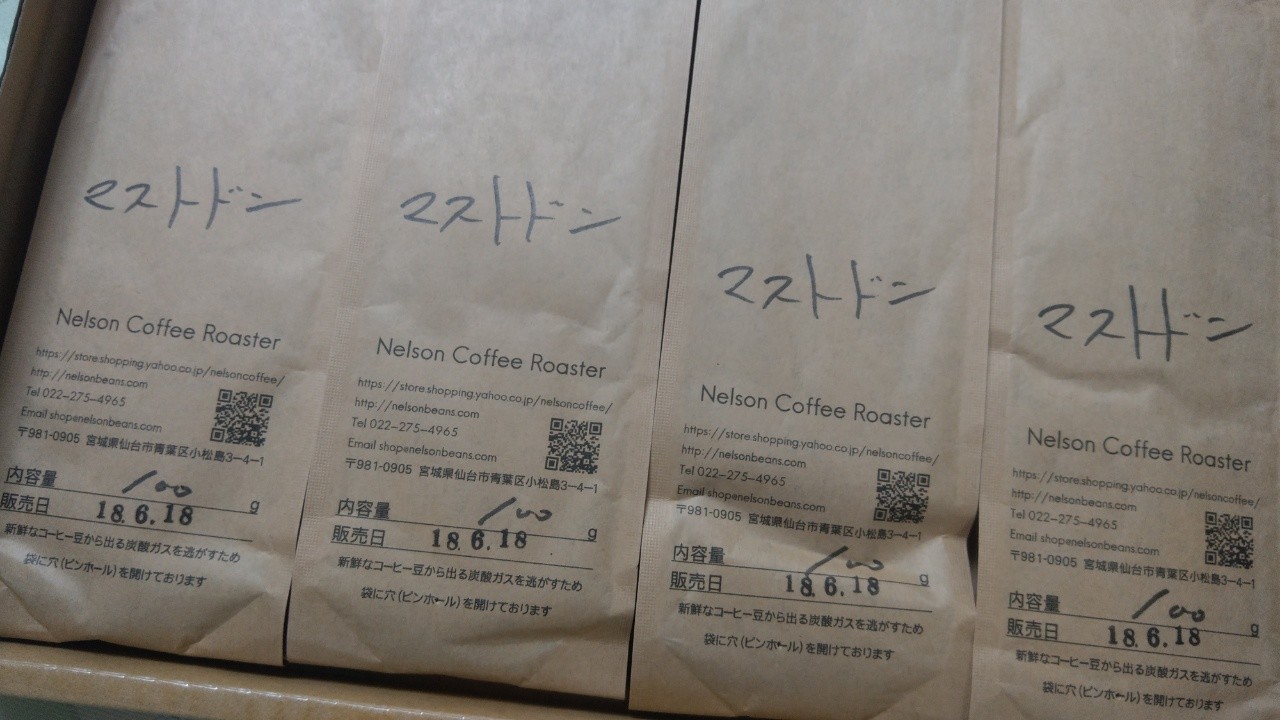 マストドン
Nelson Coffee Roaster
https://store.shopping.yahoo.co.jp/nelsoncoffee/
http://nelsonbeans.com
Tel 022-275-4965
Email shop@nelsonbeans.com
〒981-0905 宮城県仙台市青葉区小松島3-4-1
内容量 100 g
販売日 18.6.18
新鮮なコーヒー豆から出る炭酸ガスを逃がすため
袋に穴(ピンホール)を開けております
マストドン
Nelson Coffee Roaster
https://store.shopping.yahoo.co.jp/nelsoncoffee/
http://nelsonbeans.com
Tel 022-275-4965
Email shop@nelsonbeans.com
〒981-0905 宮城県仙台市青葉区小松島3-4-1
内容量 100 g
販売日 18.6.18
新鮮なコーヒー豆から出る炭酸ガスを逃がすため
袋に穴(ピンホール)を開けております
マストドン
Nelson Coffee Roaster
https://store.shopping.yahoo.co.jp/nelsoncoffee/
http://nelsonbeans.com
Tel 022-275-4965
Email shop@nelsonbeans.com
〒981-0905 宮城県仙台市青葉区小松島3-4-1
内容量 100 g
販売日 18.6.18
新鮮なコーヒー豆から出る炭酸ガスを逃がすため
袋に穴(ピンホール)を開けております
マストドン
Nelson Coffee Roaster
https://store.shopping.yahoo.co.jp/nelsoncoffee/
http://nelsonbeans.com
Tel 022-275-4965
Email shop@nelsonbeans.com
〒981-0905 宮城県仙台市青葉区小松島3-4-1
内容量 100 g
販売日 18.6.18
新鮮なコーヒー豆から出る炭酸ガスを逃がすため
袋に穴(ピンホール)を開けております